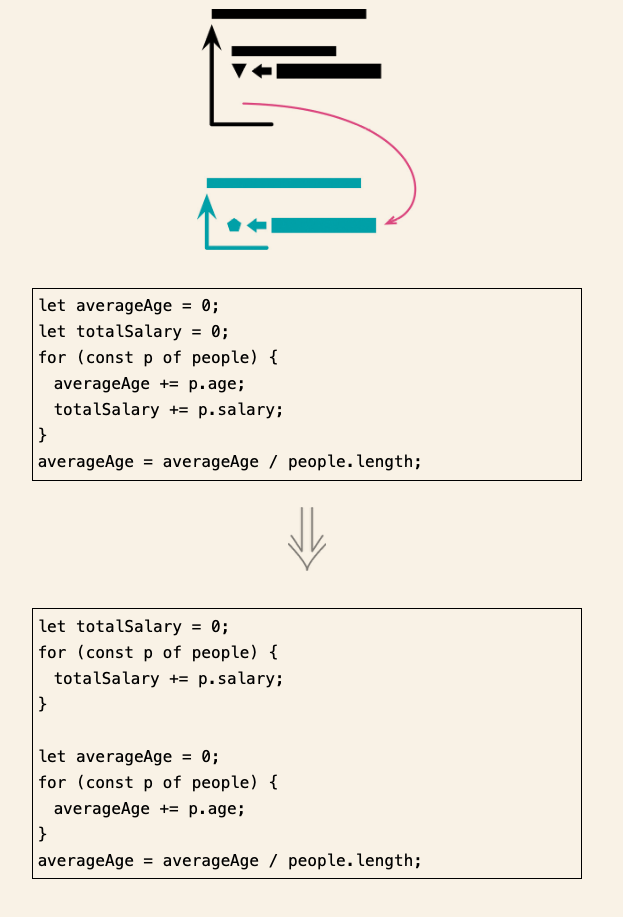 let averageAge = 0;
let totalSalary = 0;
for (const p of people) {
  averageAge += p.age;
  totalSalary += p.salary;
}
averageAge = averageAge / people.length;
let totalSalary = 0;
for (const p of people) {
  totalSalary += p.salary;
}
let averageAge = 0;
for (const p of people) {
  averageAge += p.age;
}
averageAge = averageAge / people.length;